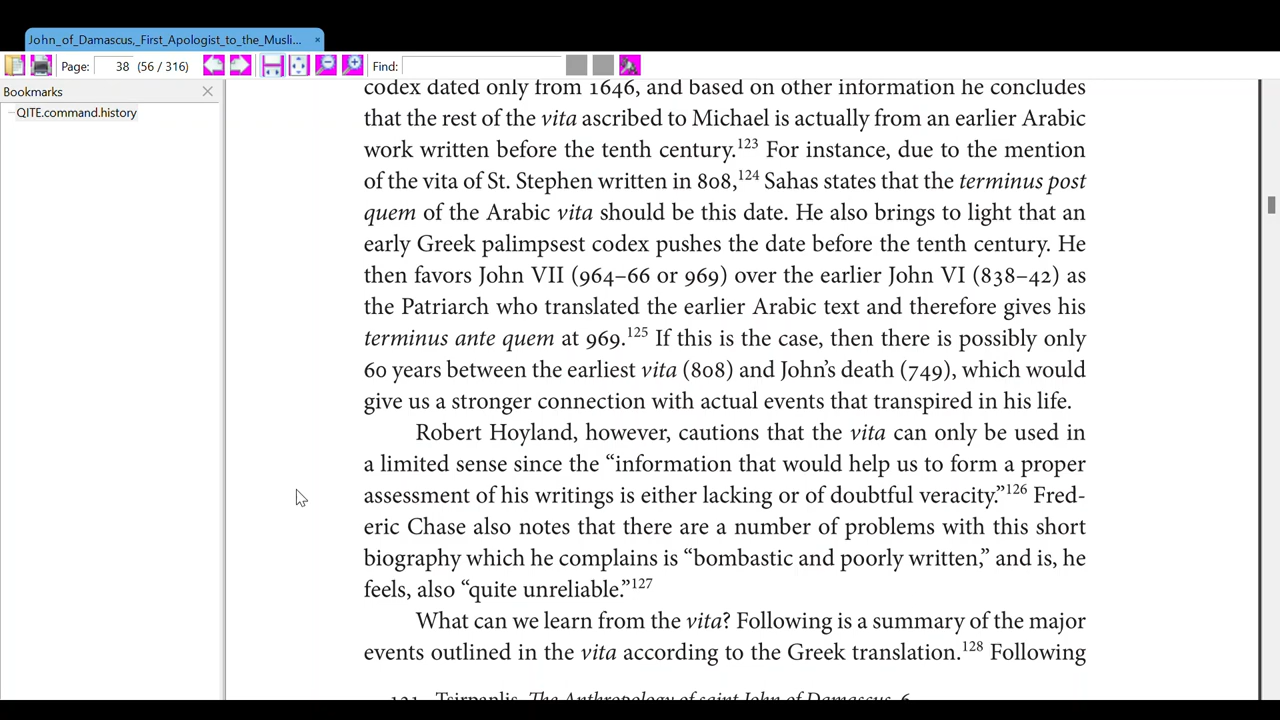 John_of_Damascus,_First_Apologist_to_the_Musli... ×
Page: 38 (56 / 316) Find:
Bookmarks
QITE.command.history
codex dated only from 1646, and based on other information he concludes
that the rest of the vita ascribed to Michael is actually from an earlier Arabic
work written before the tenth century.123 For instance, due to the mention
of the vita of St. Stephen written in 808,124 Sahas states that the terminus post
quem of the Arabic vita should be this date. He also brings to light that an
early Greek palimpsest codex pushes the date before the tenth century. He
then favors John VII (964–66 or 969) over the earlier John VI (838–42) as
the Patriarch who translated the earlier Arabic text and therefore gives his
terminus ante quem at 969.125 If this is the case, then there is possibly only
60 years between the earliest vita (808) and John’s death (749), which would
give us a stronger connection with actual events that transpired in his life.
Robert Hoyland, however, cautions that the vita can only be used in
a limited sense since the “information that would help us to form a proper
assessment of his writings is either lacking or of doubtful veracity.”126 Fred-
eric Chase also notes that there are a number of problems with this short
biography which he complains is “bombastic and poorly written,” and is, he
feels, also “quite unreliable.”127
What can we learn from the vita? Following is a summary of the major
events outlined in the vita according to the Greek translation.128 Following
121. Tsirpanlis, The Anthropology of saint John of Damascus, 6